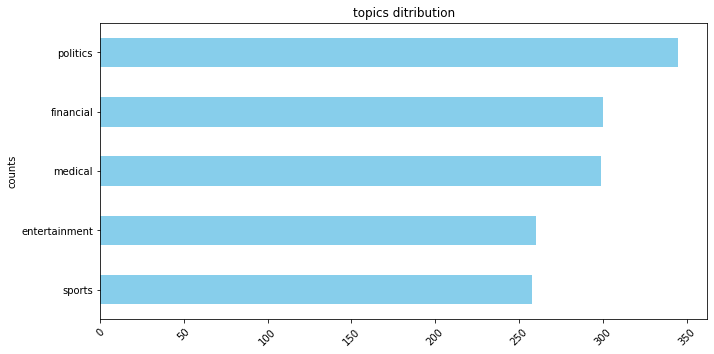 topics ditribution
politics
financial
medical
entertainment
sports
counts
0 50 100 150 200 250 300 350